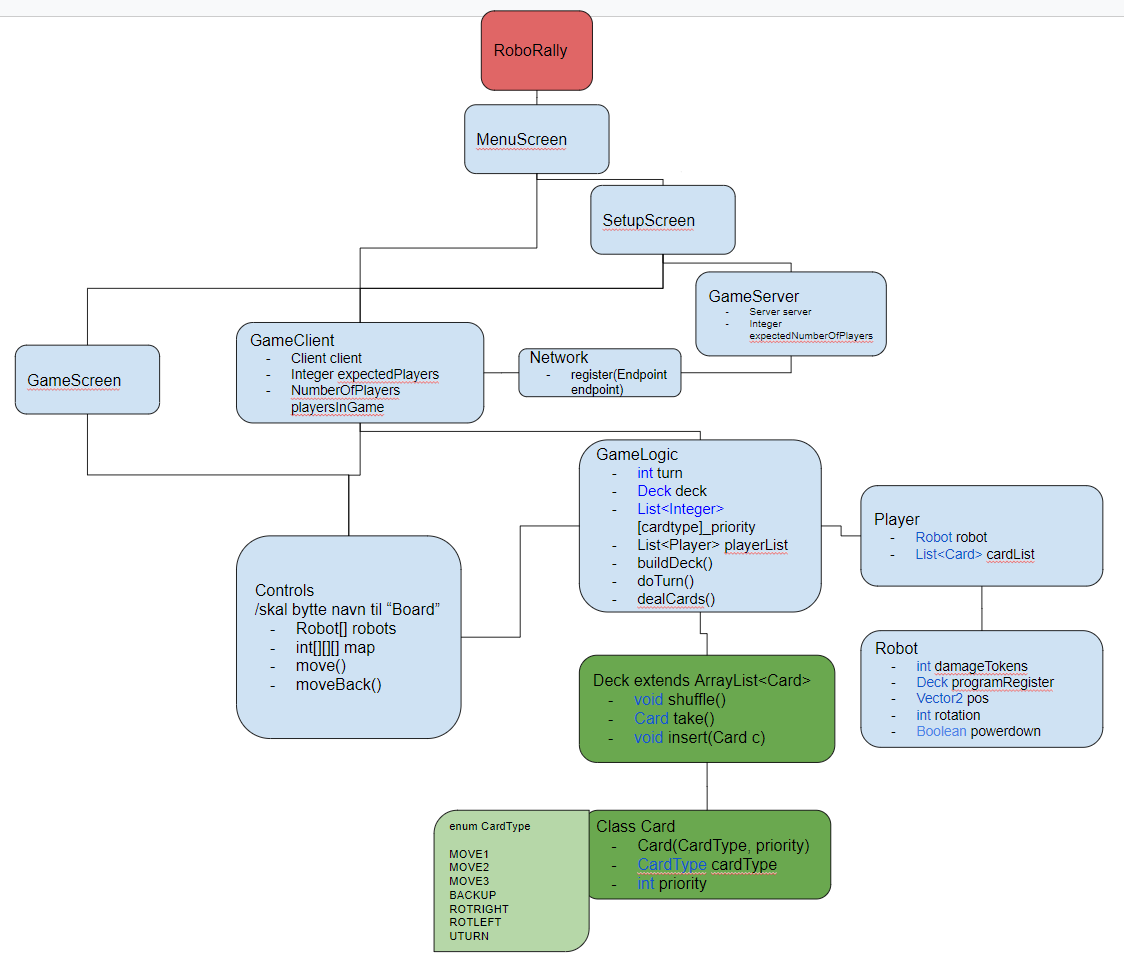 RoboRally
MenuScreen
SetupScreen
GameServer
- Server server
- Integer
expectedNumberOfPlayers
GameClient
- Client client
- Integer expectedPlayers
- NumberOfPlayers
playersInGame
Network
- register(Endpoint
endpoint)
GameScreen
GameLogic
- int turn
- Deck deck
- List<Integer>
[cardtype]_priority
- List<Player> playerList
- buildDeck()
- doTurn()
- dealCards()
Player
- Robot robot
- List<Card> cardList
Controls
/skal bytte navn til “Board”
- Robot[] robots
- int[][][] map
- move()
- moveBack()
Robot
- int damageTokens
- Deck programRegister
- Vector2 pos
- int rotation
- Boolean powerdown
Deck extends ArrayList<Card>
- void shuffle()
- Card take()
- void insert(Card c)
enum CardType
MOVE1
MOVE2
MOVE3
BACKUP
ROTRIGHT
ROTLEFT
UTURN
Class Card
- Card(CardType, priority)
- CardType cardType
- int priority